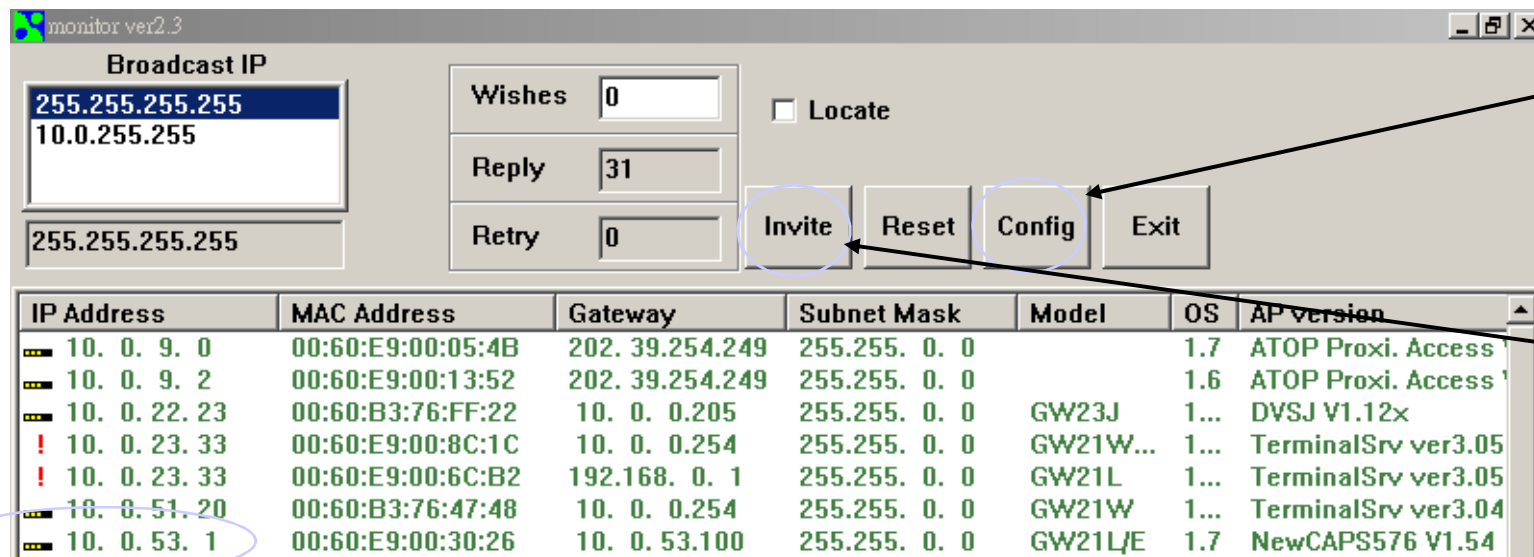 monitor ver2.3
Broadcast IP
255.255.255.255
10.0.255.255
255.255.255.255
Wishes 0
Reply 31
Retry 0
Locate
Invite Reset Config Exit
IP Address MAC Address Gateway Subnet Mask Model OS AP version
10. 0. 9. 0 00:60:E9:00:05:4B 202. 39.254.249 255.255. 0. 0 1.7 ATOP Proxi. Access
10. 0. 9. 2 00:60:E9:00:13:52 202. 39.254.249 255.255. 0. 0 1.6 ATOP Proxi. Access
10. 0. 22. 23 00:60:B3:76:FF:22 10. 0. 0.205 255.255. 0. 0 GW23J 1... DVSJ V1.12x
! 10. 0. 23. 33 00:60:E9:00:8C:1C 10. 0. 0.254 255.255. 0. 0 GW21W... 1... TerminalSrv ver3.05
! 10. 0. 23. 33 00:60:E9:00:6C:B2 192.168. 0. 1 255.255. 0. 0 GW21L 1... TerminalSrv ver3.05
10. 0. 51. 20 00:60:B3:76:47:48 10. 0. 0.254 255.255. 0. 0 GW21W 1... TerminalSrv ver3.04
10. 0. 53. 1 00:60:E9:00:30:26 10. 0. 53.100 255.255. 0. 0 GW21L/E 1.7 NewCAPS576 V1.54